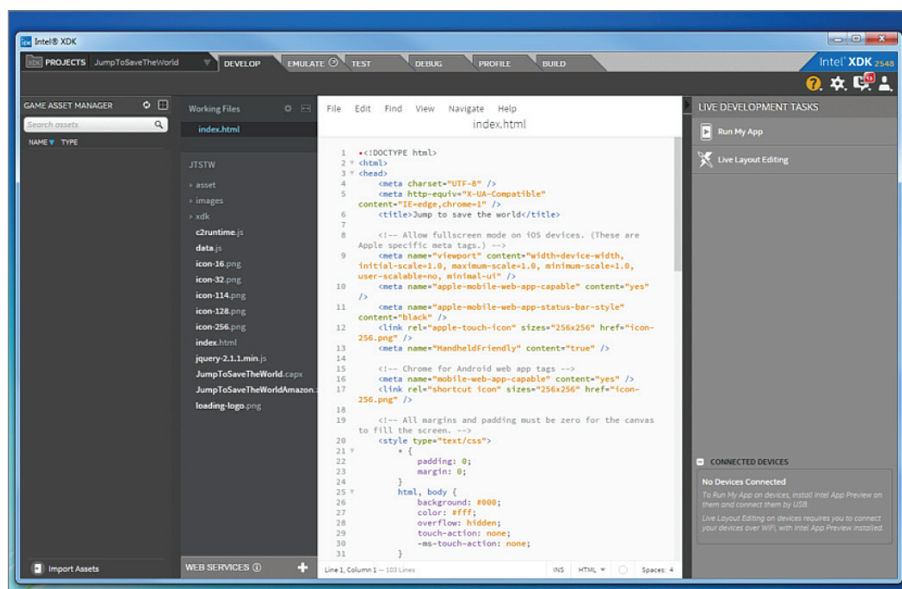 Intel® XDK
PROJECTS JumpToSaveTheWorld ▼ DEVELOP EMULATE TEST DEBUG PROFILE BUILD Intel® XDK 2548
GAME ASSET MANAGER
Search assets
NAME ▼ TYPE
Import Assets
Working Files
index.html
JTSTW
asset
images
xdk
c2runtime.js
data.js
icon-16.png
icon-32.png
icon-114.png
icon-128.png
icon-256.png
index.html
jquery-2.1.1.min.js
JumpToSaveTheWorld.capx
JumpToSaveTheWorldAmazon.
loading-logo.png
WEB SERVICES
File Edit Find View Navigate Help
index.html
1 <!DOCTYPE html>
2 <html>
3 <head>
4 <meta charset="UTF-8" />
5 <meta http-equiv="X-UA-Compatible"
content="IE=edge,chrome=1" />
6 <title>Jump to save the world</title>
7
8 <!-- Allow fullscreen mode on iOS devices. (These are
Apple specific meta tags.) -->
9 <meta name="viewport" content="width=device-width,
initial-scale=1.0, maximum-scale=1.0, minimum-scale=1.0,
user-scalable=no, minimal-ui" />
10 <meta name="apple-mobile-web-app-capable" content="yes"
/>
11 <meta name="apple-mobile-web-app-status-bar-style"
content="black" />
12 <link rel="apple-touch-icon" sizes="256x256" href="icon-
256.png" />
13 <meta name="HandheldFriendly" content="true" />
14
15 <!-- Chrome for Android web app tags -->
16 <meta name="mobile-web-app-capable" content="yes" />
17 <link rel="shortcut icon" sizes="256x256" href="icon-
256.png" />
18
19 <!-- All margins and padding must be zero for the canvas
to fill the screen. -->
20 <style type="text/css">
21 * {
22 padding: 0;
23 margin: 0;
24 }
25 html, body {
26 background: #000;
27 color: #fff;
28 overflow: hidden;
29 touch-action: none;
30 -ms-touch-action: none;
31 }
Line 1, Column 1 — 103 Lines INS HTML ▼ Spaces: 4
LIVE DEVELOPMENT TASKS
Run My App
Live Layout Editing
CONNECTED DEVICES
No Devices Connected
To Run My App on devices, install Intel App Preview on
them and connect them by USB.
Live Layout Editing on devices requires you to connect
your devices over WiFi, with Intel App Preview installed.